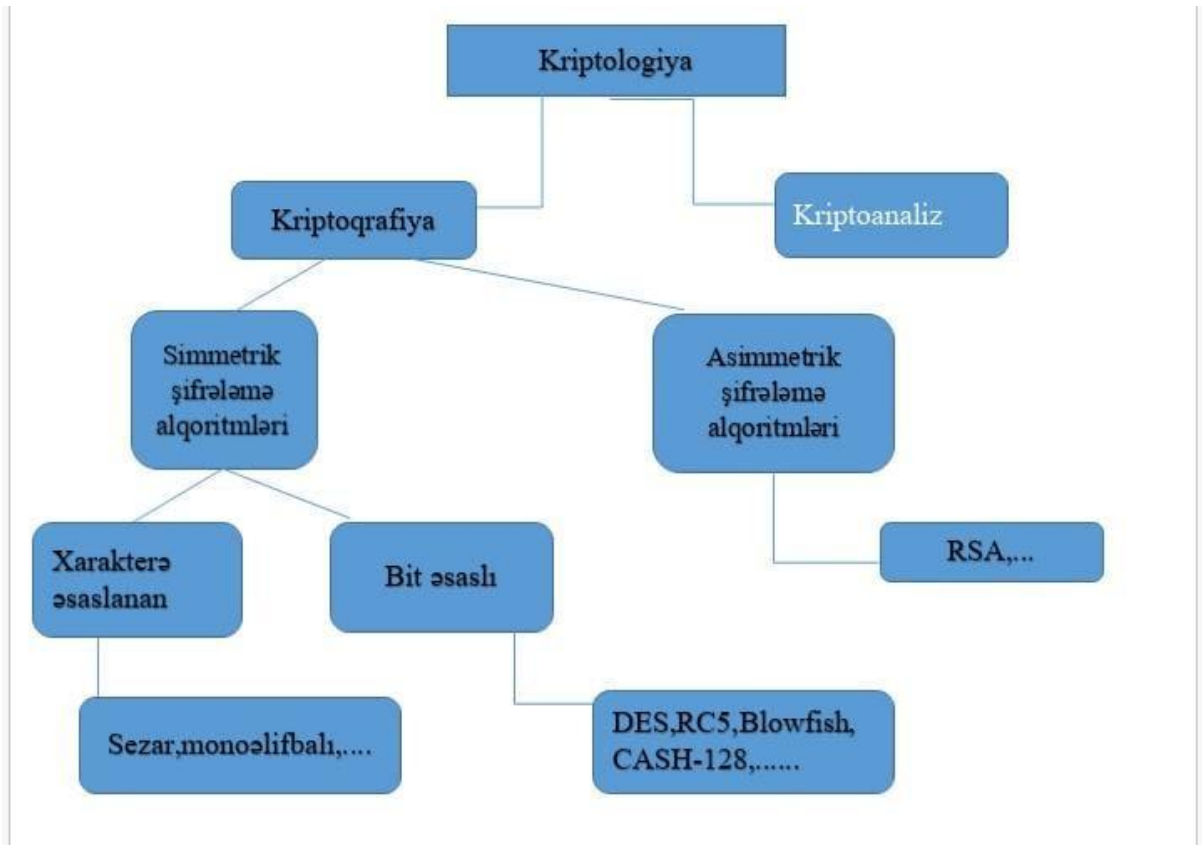 Kriptologiya
Kriptoqrafiya
Kriptoanaliz
Simmetrik
şifrələmə
alqoritmləri
Asimmetrik
şifrələmə
alqoritmləri
Xarakterə
əsaslanan
Bit əsaslı
RSA,...
Sezar,monoəlifbalı,....
DES,RC5,Blowfish,
CASH-128,......